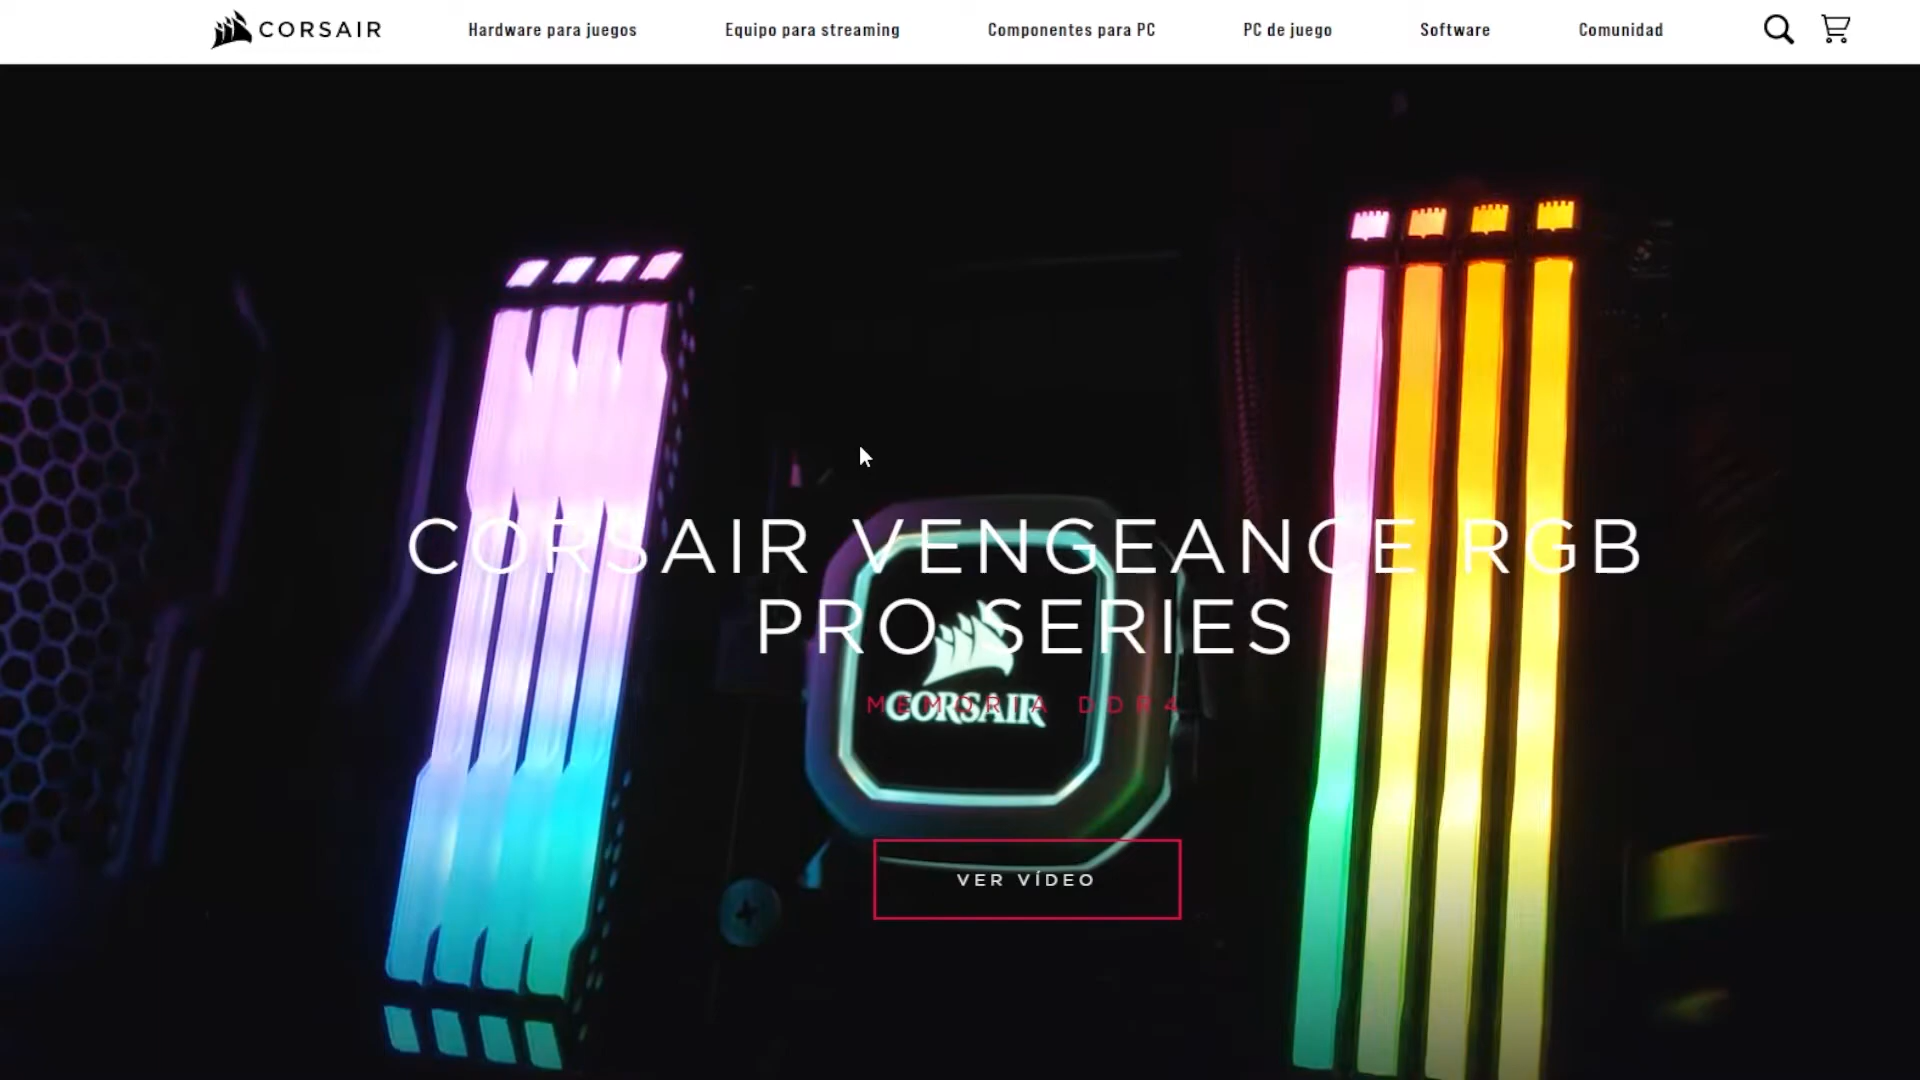 CORSAIR
Hardware para juegos
Equipo para streaming
Componentes para PC
PC de juego
Software
Comunidad
CORSAIR VENGEANCE RGB
PRO SERIES
MEMORIA DDR4
CORSAIR
VER VÍDEO